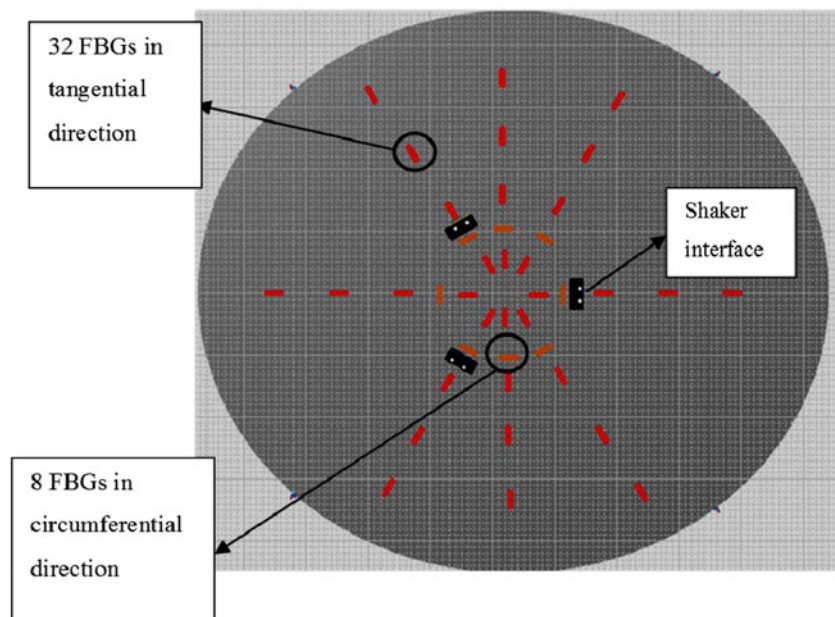 32 FBGs in
tangential
direction
Shaker
interface
8 FBGs in
circumferential
direction